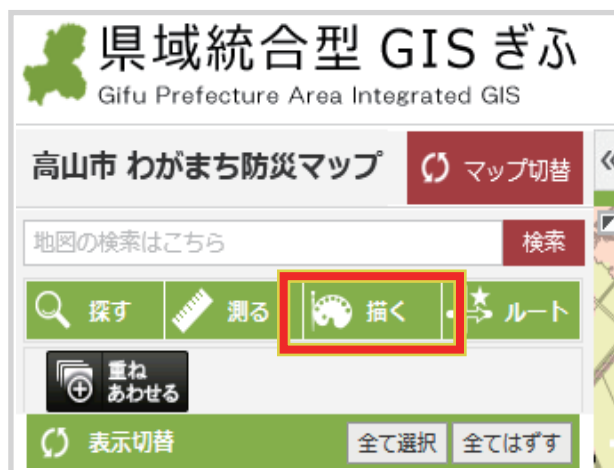 県域統合型 GIS ぎふ
Gifu Prefecture Area Integrated GIS
高山市 わがまち防災マップ
マップ切替
地図の検索はこちら
検索
探す
測る
描く
ルート
重ね
あわせる
表示切替
全て選択
全てはずす